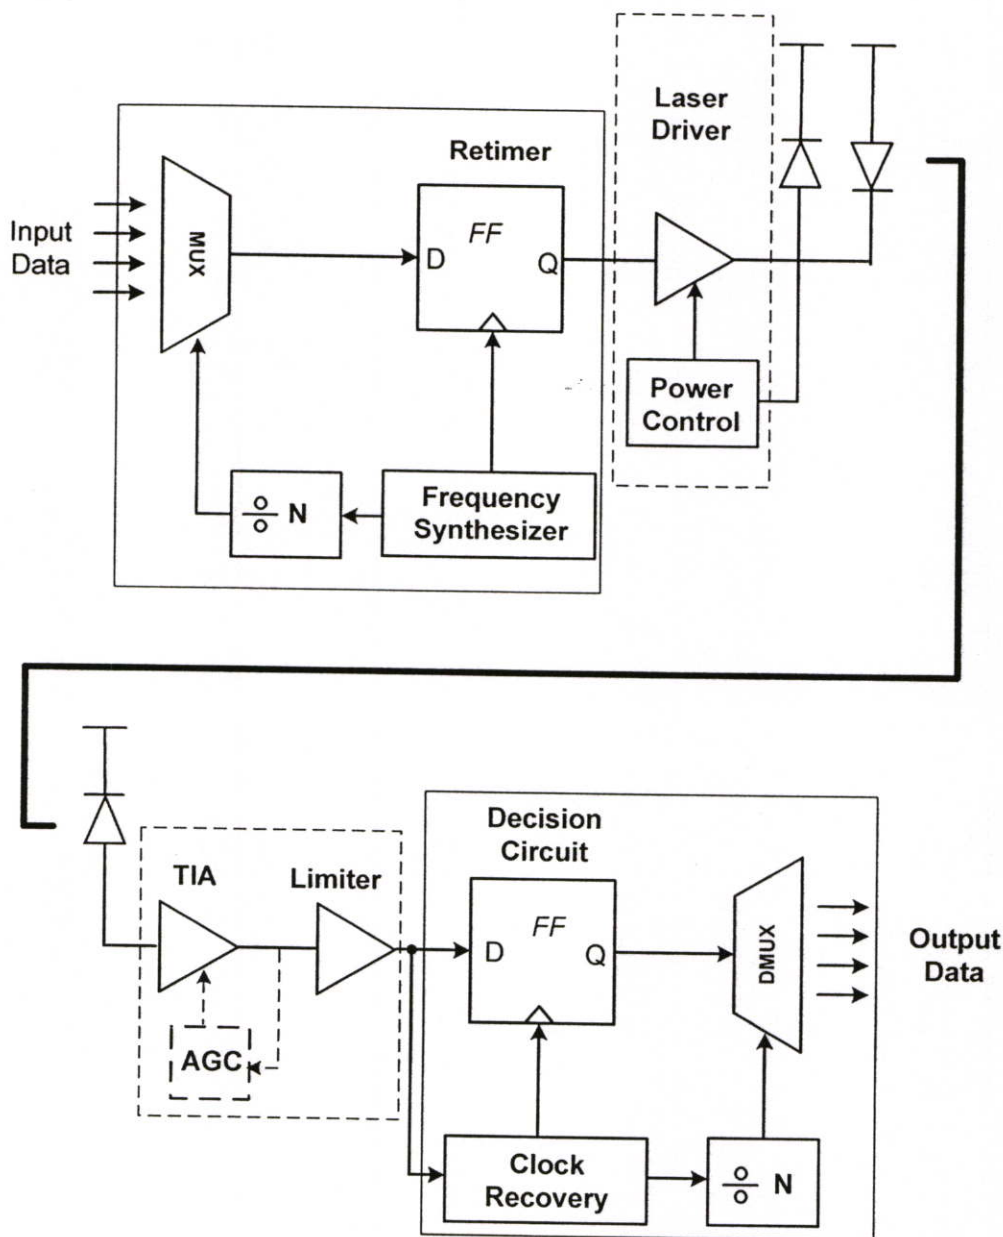 Laser
Driver
Retimer
Input
Data
MUX
FF
D
Q
Power
Control
÷ N
Frequency
Synthesizer
TIA
Limiter
AGC
Decision
Circuit
FF
D
Q
DMUX
Output
Data
Clock
Recovery
÷ N